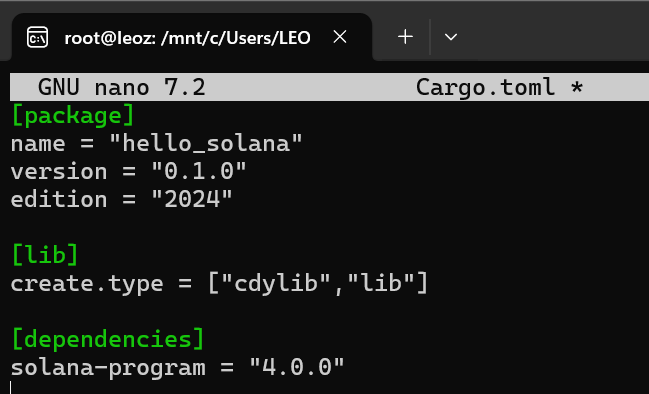 root@leoz: /mnt/c/Users/LEO
GNU nano 7.2 Cargo.toml *
[package]
name = "hello_solana"
version = "0.1.0"
edition = "2024"
[lib]
create.type = ["cdylib","lib"]
[dependencies]
solana-program = "4.0.0"